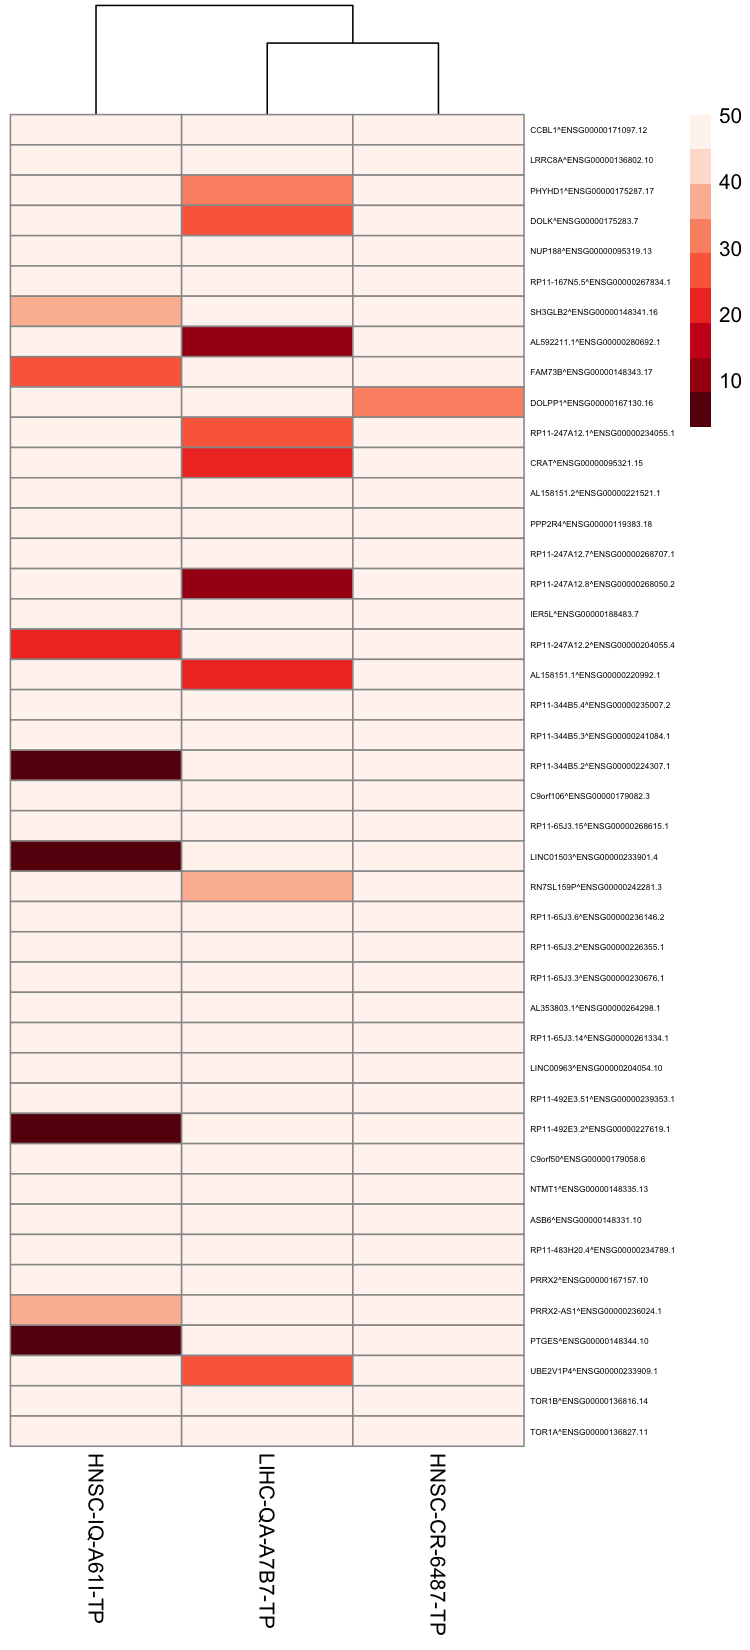 50
40
30
20
10
CCBL1^ENSG00000171097.12
LRRC8A^ENSG00000136802.10
PHYHD1^ENSG00000175287.17
DOLK^ENSG00000175283.7
NUP188^ENSG00000095319.13
RP11-167N5.5^ENSG00000267834.1
SH3GLB2^ENSG00000148341.16
AL592211.1^ENSG00000280692.1
FAM73B^ENSG00000148343.17
DOLPP1^ENSG00000167130.16
RP11-247A12.1^ENSG00000234055.1
CRAT^ENSG00000095321.15
AL158151.2^ENSG00000221521.1
PPP2R4^ENSG00000119383.18
RP11-247A12.7^ENSG00000268707.1
RP11-247A12.8^ENSG00000268050.2
IER5L^ENSG00000188483.7
RP11-247A12.2^ENSG00000204055.4
AL158151.1^ENSG00000220992.1
RP11-344B5.4^ENSG00000235007.2
RP11-344B5.3^ENSG00000241084.1
RP11-344B5.2^ENSG00000224307.1
C9orf106^ENSG00000179082.3
RP11-65J3.15^ENSG00000268615.1
LINC01503^ENSG00000233901.4
RN7SL159P^ENSG00000242281.3
RP11-65J3.6^ENSG00000236146.2
RP11-65J3.2^ENSG00000226355.1
RP11-65J3.3^ENSG00000230676.1
AL353803.1^ENSG00000264298.1
RP11-65J3.14^ENSG00000261334.1
LINC00963^ENSG00000204054.10
RP11-492E3.51^ENSG00000239353.1
RP11-492E3.2^ENSG00000227619.1
C9orf50^ENSG00000179058.6
NTMT1^ENSG00000148335.13
ASB6^ENSG00000148331.10
RP11-483H20.4^ENSG00000234789.1
PRRX2^ENSG00000167157.10
PRRX2-AS1^ENSG00000236024.1
PTGES^ENSG00000148344.10
UBE2V1P4^ENSG00000233909.1
TOR1B^ENSG00000136816.14
TOR1A^ENSG00000136827.11
HNSC-IQ-A61I-TP
LIHC-QA-A7B7-TP
HNSC-CR-6487-TP